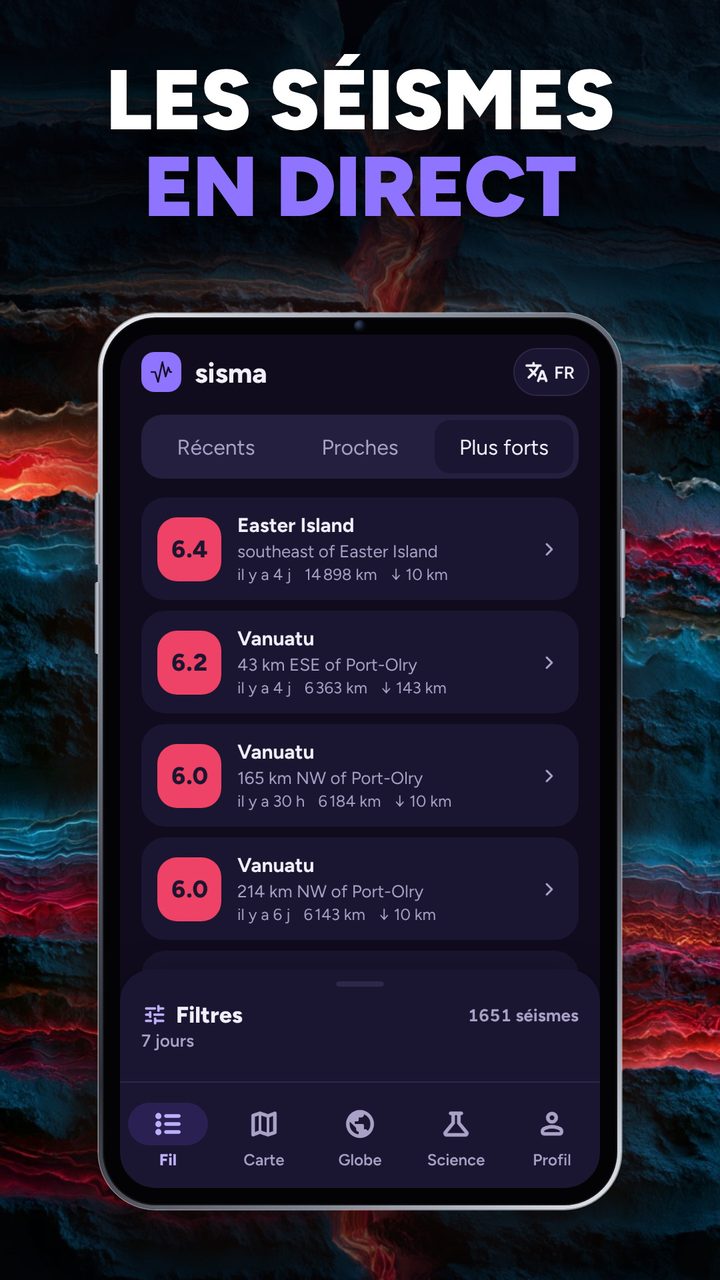 LES SÉISMES
EN DIRECT
sisma
FR
Récents Proches Plus forts
6.4
Easter Island
southeast of Easter Island
il y a 4 j 14 898 km ↓ 10 km
6.2
Vanuatu
43 km ESE of Port-Olry
il y a 4 j 6 363 km ↓ 143 km
6.0
Vanuatu
165 km NW of Port-Olry
il y a 30 h 6 184 km ↓ 10 km
6.0
Vanuatu
214 km NW of Port-Olry
il y a 6 j 6 143 km ↓ 10 km
Filtres 1651 séismes
7 jours
Fil Carte Globe Science Profil